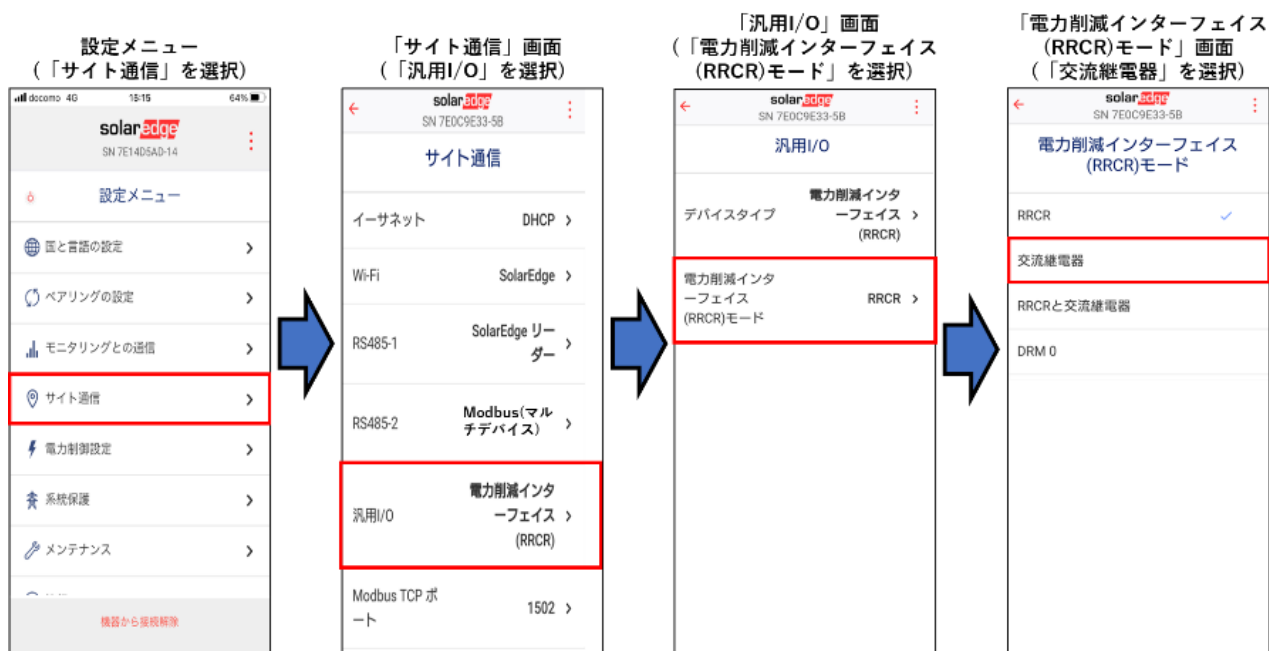 設定メニュー
(「サイト通信」を選択)
docomo 4G 15:15 64%
solaredge
SN 7E14D5AD-14
設定メニュー
国と言語の設定
ペアリングの設定
モニタリングとの通信
サイト通信
電力制御設定
系統保護
メンテナンス
機器から接続解除
「サイト通信」画面
(「汎用I/O」を選択)
solaredge
SN 7E0C9E33-5B
サイト通信
イーサネット DHCP
Wi-Fi SolarEdge
RS485-1 SolarEdge リー
ダー
RS485-2 Modbus(マル
チデバイス)
汎用I/O 電力削減インタ
ーフェイス
(RRCR)
Modbus TCP ポ
ート 1502
「汎用I/O」画面
(「電力削減インターフェイス
(RRCR)モード」を選択)
solaredge
SN 7E0C9E33-5B
汎用I/O
デバイスタイプ 電力削減インタ
ーフェイス
(RRCR)
電力削減インタ
ーフェイス RRCR
(RRCR)モード
「電力削減インターフェイス
(RRCR)モード」画面
(「交流継電器」を選択)
solaredge
SN 7E0C9E33-5B
電力削減インターフェイス
(RRCR)モード
RRCR
交流継電器
RRCRと交流継電器
DRM 0